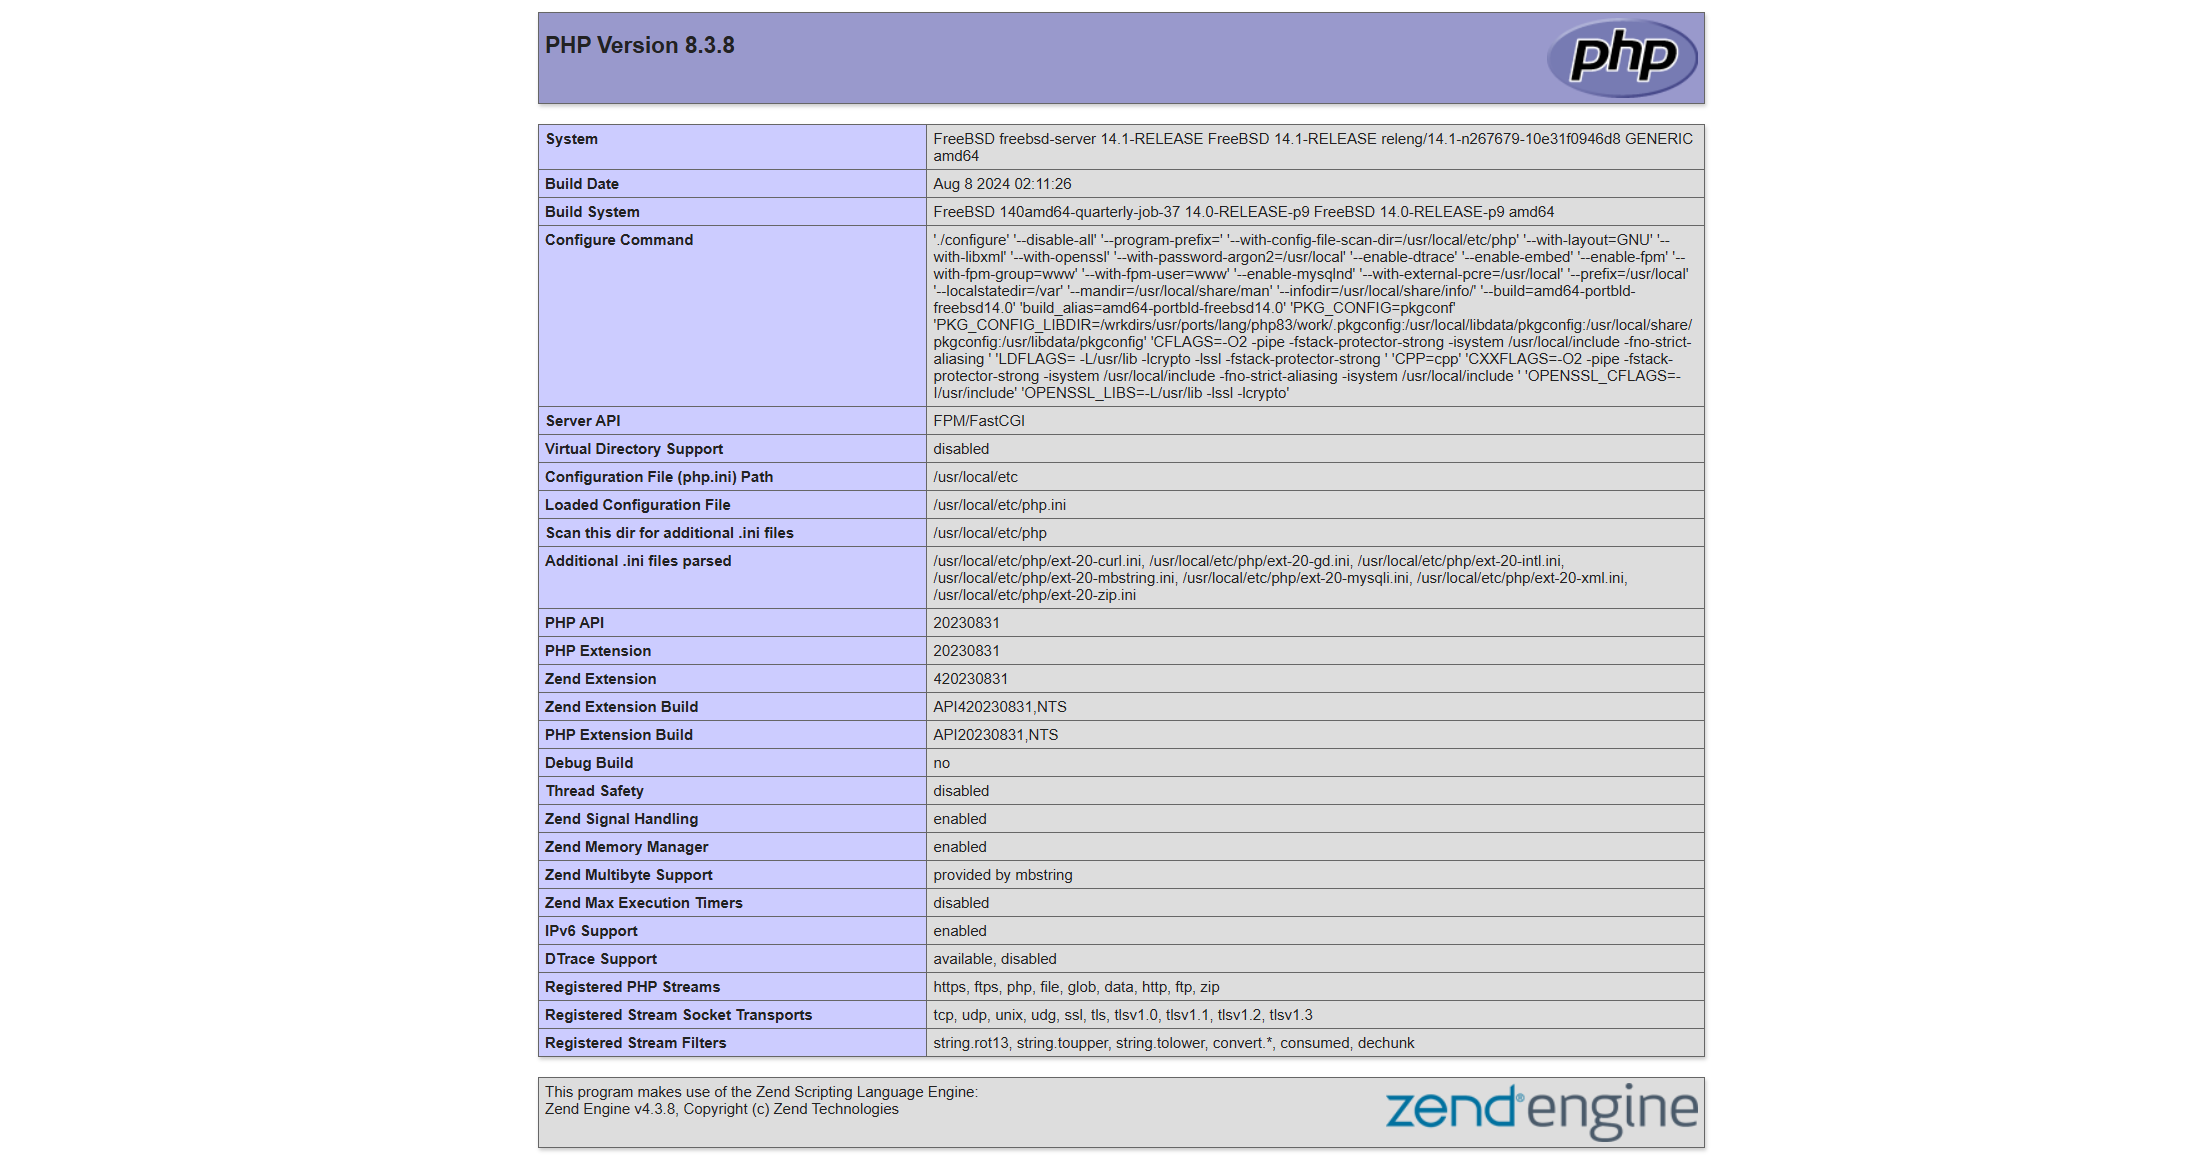 PHP Version 8.3.8
php
System
FreeBSD freebsd-server 14.1-RELEASE FreeBSD 14.1-RELEASE releng/14.1-n267679-10e31f0946d8 GENERIC
amd64
Build Date
Aug 8 2024 02:11:26
Build System
FreeBSD 140amd64-quarterly-job-37 14.0-RELEASE-p9 FreeBSD 14.0-RELEASE-p9 amd64
Configure Command
'./configure' '--disable-all' '--program-prefix=' '--with-config-file-scan-dir=/usr/local/etc/php' '--with-layout=GNU' '--
with-libxml' '--with-openssl' '--with-password-argon2=/usr/local' '--enable-dtrace' '--enable-embed' '--enable-fpm' '--
with-fpm-group=www' '--with-fpm-user=www' '--enable-mysqlnd' '--with-external-pcre=/usr/local' '--prefix=/usr/local'
'--localstatedir=/var' '--mandir=/usr/local/share/man' '--infodir=/usr/local/share/info/' '--build=amd64-portbld-
freebsd14.0' 'build_alias=amd64-portbld-freebsd14.0' 'PKG_CONFIG=pkgconf'
'PKG_CONFIG_LIBDIR=/wrkdirs/usr/ports/lang/php83/work/.pkgconfig:/usr/local/libdata/pkgconfig:/usr/local/share/
pkgconfig:/usr/libdata/pkgconfig' 'CFLAGS=-O2 -pipe -fstack-protector-strong -isystem /usr/local/include -fno-strict-
aliasing ' 'LDFLAGS= -L/usr/lib -lcrypto -lssl -fstack-protector-strong ' 'CPP=cpp' 'CXXFLAGS=-O2 -pipe -fstack-
protector-strong -isystem /usr/local/include -fno-strict-aliasing -isystem /usr/local/include ' 'OPENSSL_CFLAGS=-
I/usr/include' 'OPENSSL_LIBS=-L/usr/lib -lssl -lcrypto'
Server API
FPM/FastCGI
Virtual Directory Support
disabled
Configuration File (php.ini) Path
/usr/local/etc
Loaded Configuration File
/usr/local/etc/php.ini
Scan this dir for additional .ini files
/usr/local/etc/php
Additional .ini files parsed
/usr/local/etc/php/ext-20-curl.ini, /usr/local/etc/php/ext-20-gd.ini, /usr/local/etc/php/ext-20-intl.ini,
/usr/local/etc/php/ext-20-mbstring.ini, /usr/local/etc/php/ext-20-mysqli.ini, /usr/local/etc/php/ext-20-xml.ini,
/usr/local/etc/php/ext-20-zip.ini
PHP API
20230831
PHP Extension
20230831
Zend Extension
420230831
Zend Extension Build
API420230831,NTS
PHP Extension Build
API20230831,NTS
Debug Build
no
Thread Safety
disabled
Zend Signal Handling
enabled
Zend Memory Manager
enabled
Zend Multibyte Support
provided by mbstring
Zend Max Execution Timers
disabled
IPv6 Support
enabled
DTrace Support
available, disabled
Registered PHP Streams
https, ftps, php, file, glob, data, http, ftp, zip
Registered Stream Socket Transports
tcp, udp, unix, udg, ssl, tls, tlsv1.0, tlsv1.1, tlsv1.2, tlsv1.3
Registered Stream Filters
string.rot13, string.toupper, string.tolower, convert.*, consumed, dechunk
This program makes use of the Zend Scripting Language Engine:
Zend Engine v4.3.8, Copyright (c) Zend Technologies
zend® engine